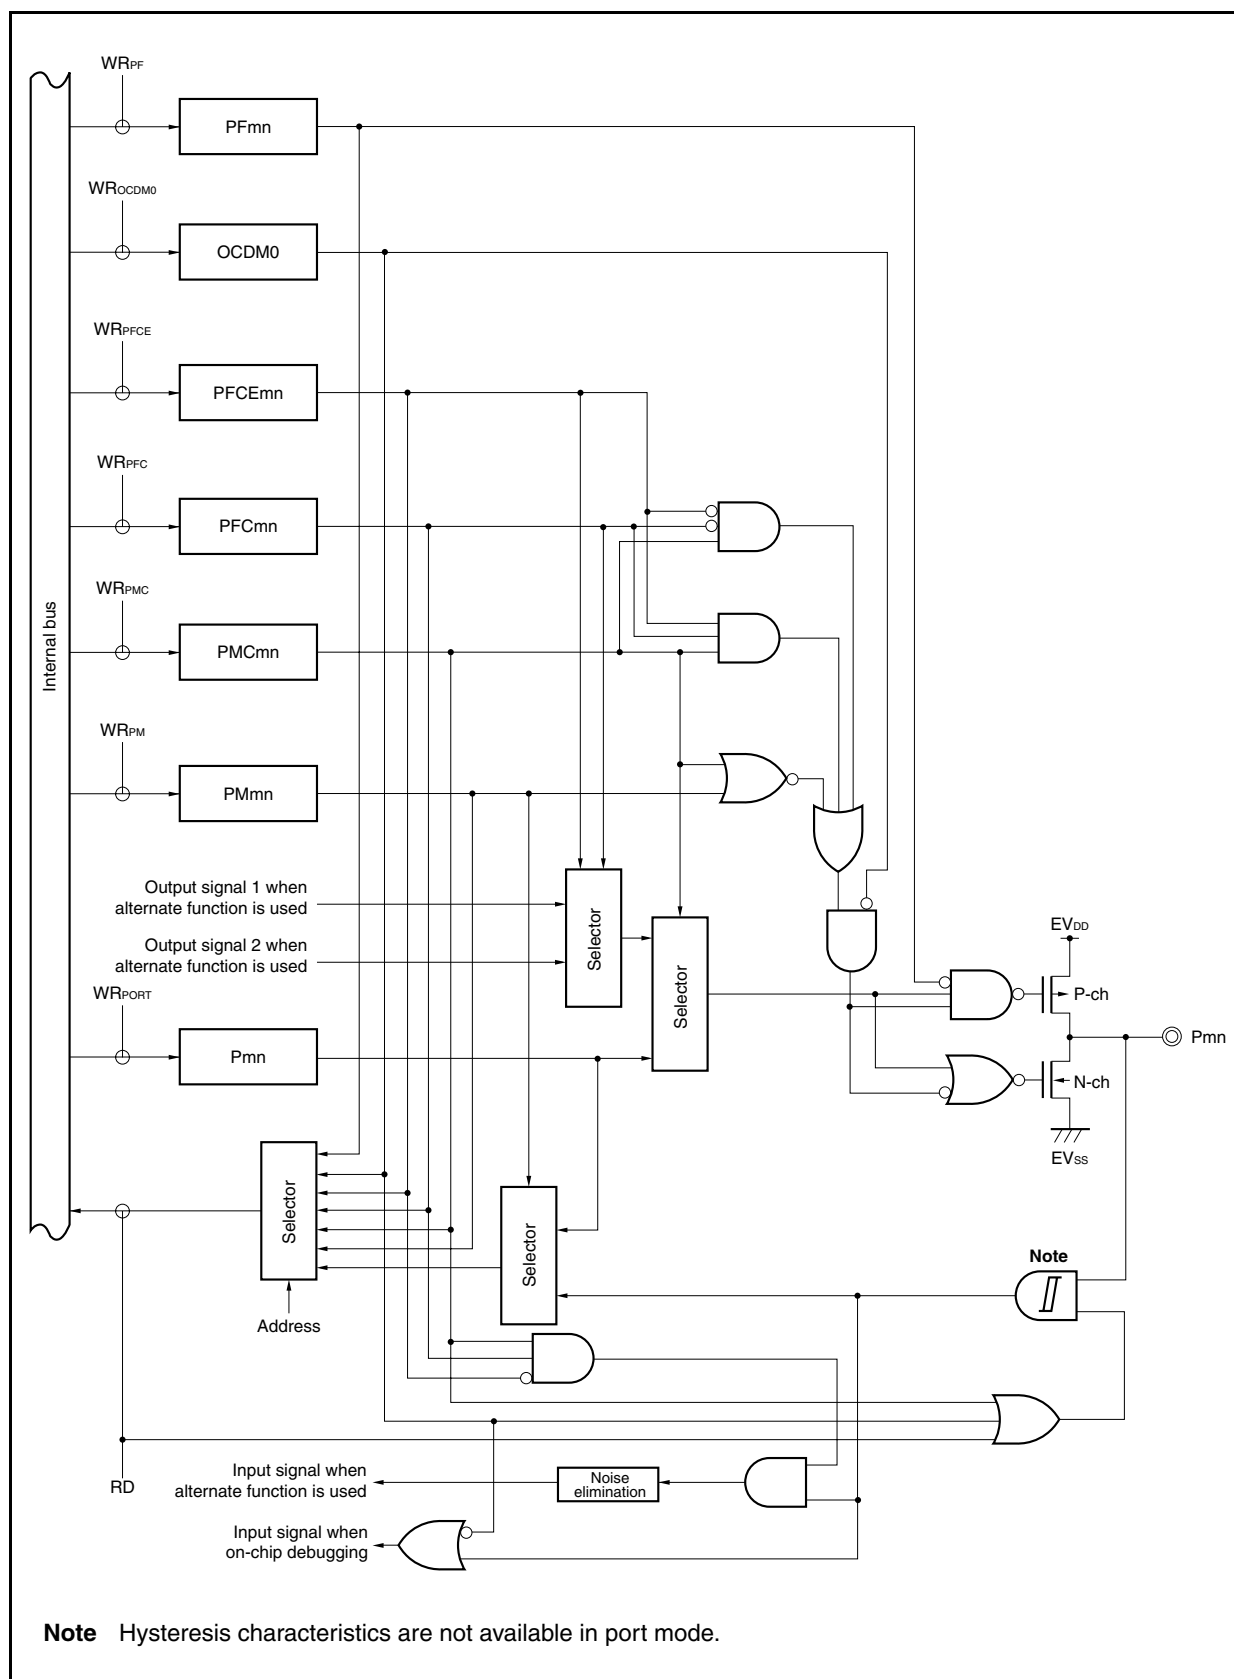 WRPF
PFmn
WROCDM0
OCDM0
WRPFCE
PFCEmn
WRPFC
PFCmn
WRPMC
Internal bus
PMCmn
WRPM
PMmn
Output signal 1 when
alternate function is used
Output signal 2 when
alternate function is used
Selector
Selector
EVDD
P-ch
WRPORT
Pmn
Pmn
N-ch
EVSS
Selector
Selector
Note
Address
RD
Input signal when
alternate function is used
Noise
elimination
Input signal when
on-chip debugging
Note Hysteresis characteristics are not available in port mode.